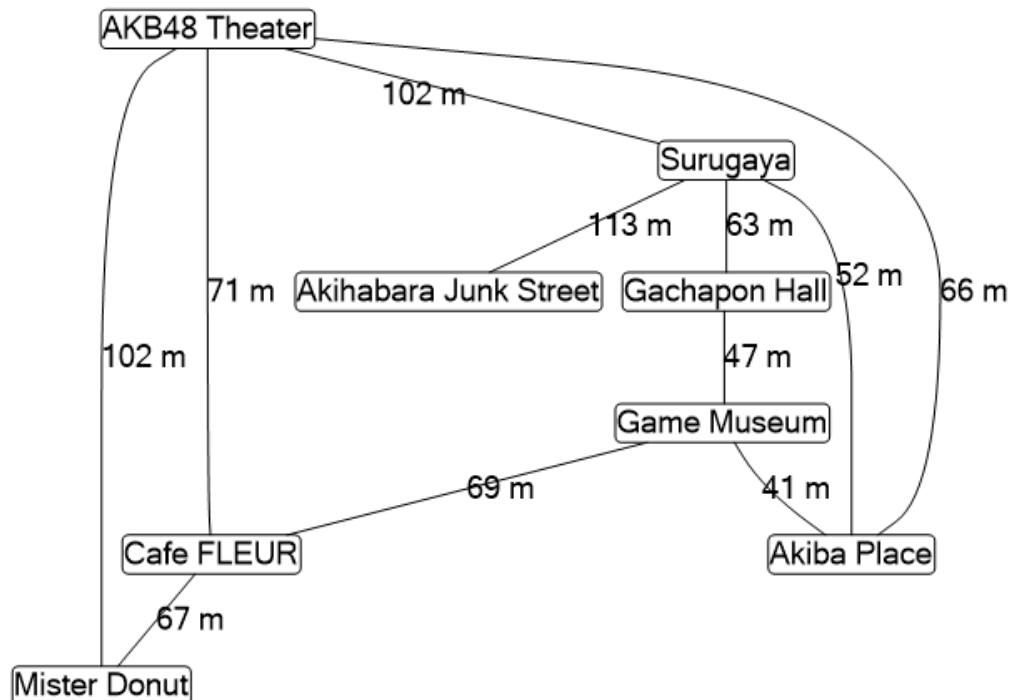 AKB48 Theater
102 m
Surugaya
113 m
63 m
52 m
71 m
Akihabara Junk Street
Gachapon Hall
66 m
102 m
47 m
Game Museum
69 m
41 m
Cafe FLEUR
Akiba Place
67 m
Mister Donut